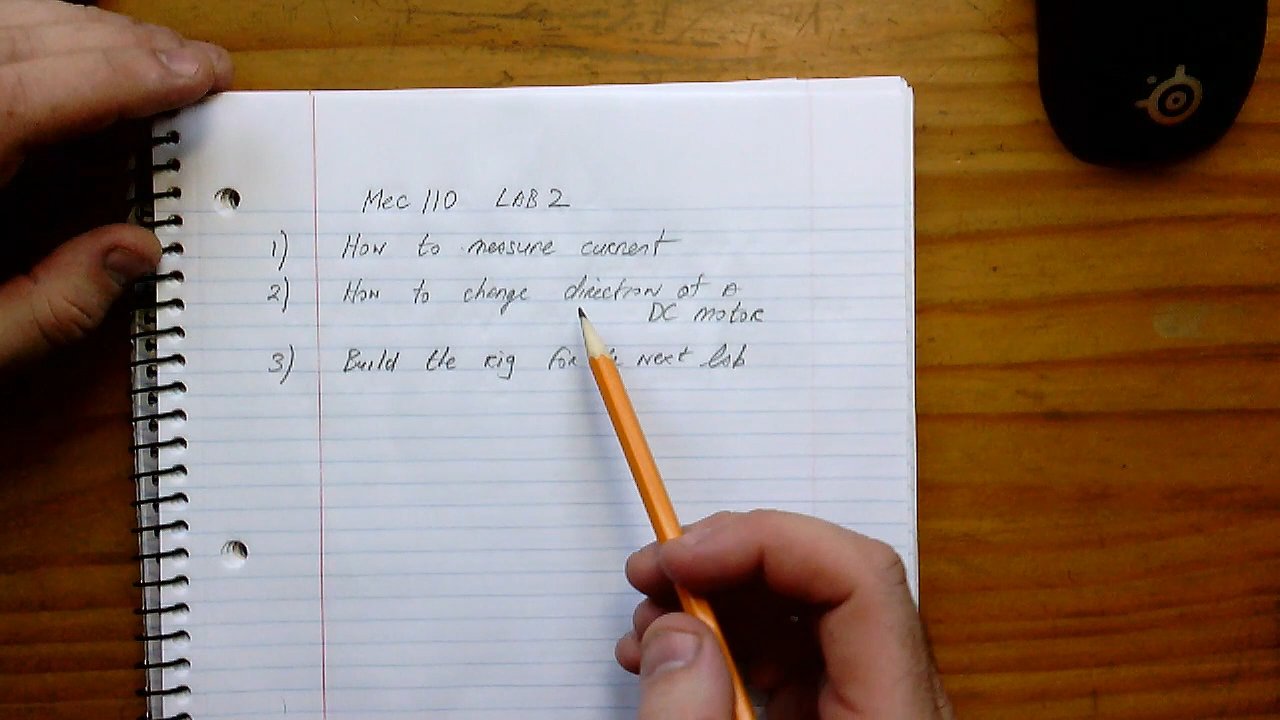 Mec 110 LAB 2
1) How to measure current
2) How to change direction of a
DC motor
3) Build the rig for next lab